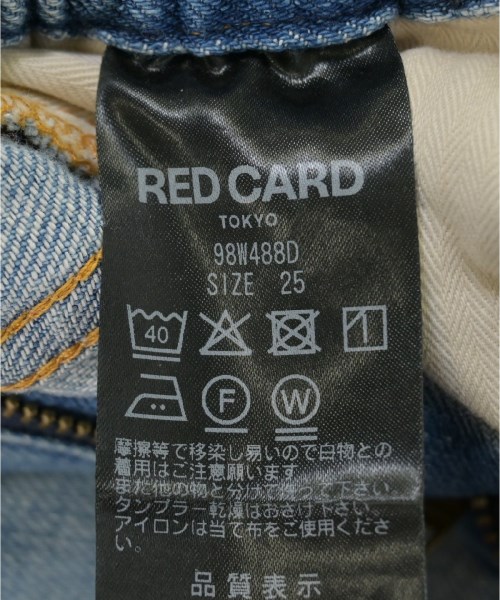 RED CARD
TOKYO
98W488D
SIZE 25
40
F
W
摩擦等で移染し易いので白物との
着用はご注意願います
また他の物と分けて洗って下さい。
タンブラー乾燥はお避け下さい。
アイロンは当て布をご使用くださ
い。
品質表示